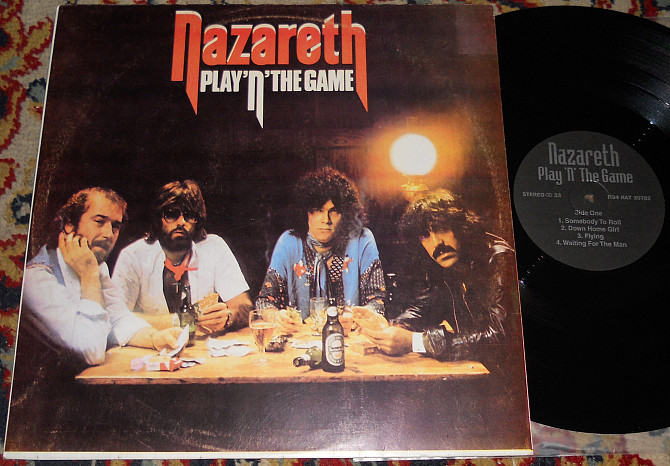 Nazareth
PLAY 'N' THE GAME
Nazareth
Play 'N' The Game
STEREO 33
Side One
1. Somebody To Roll
2. Down Home Girl
3. Flying
4. Waiting For The Man